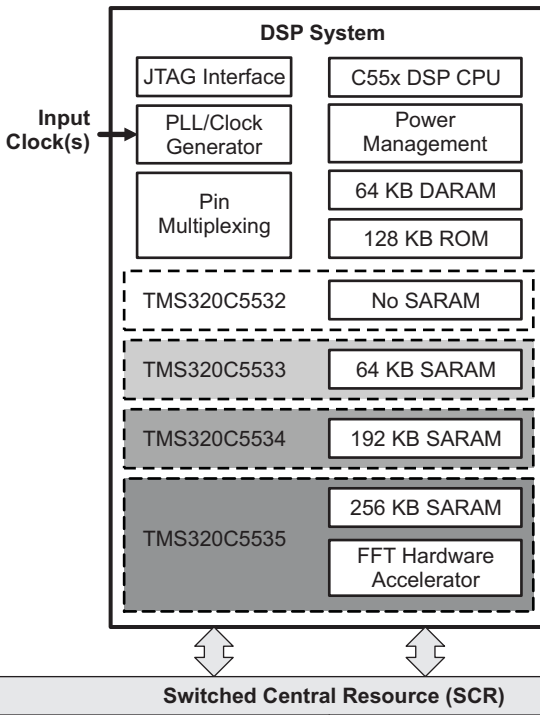 DSP System
JTAG Interface
C55x DSP CPU
Input
Clock(s)
PLL/Clock
Generator
Power
Management
Pin
Multiplexing
64 KB DARAM
128 KB ROM
TMS320C5532
No SARAM
TMS320C5533
64 KB SARAM
TMS320C5534
192 KB SARAM
TMS320C5535
256 KB SARAM
FFT Hardware
Accelerator
Switched Central Resource (SCR)